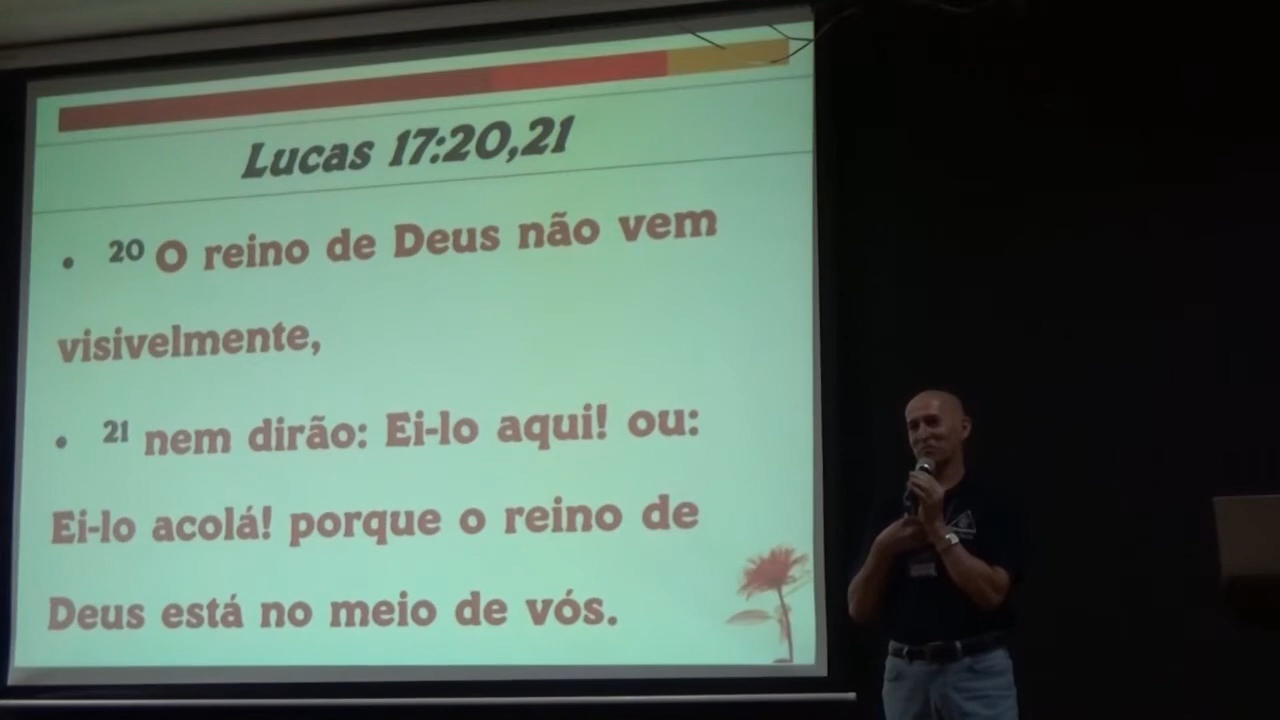 Lucas 17:20,21
• 20 O reino de Deus não vem
visivelmente,
• 21 nem dirão: Ei-lo aqui! ou:
Ei-lo acolá! porque o reino de
Deus está no meio de vós.